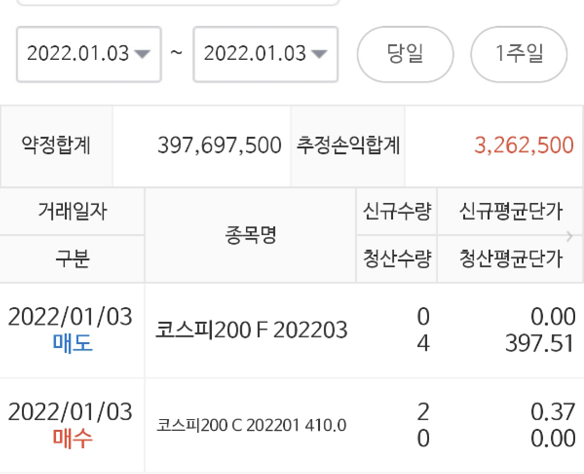 2022.01.03 ~ 2022.01.03 당일 1주일
약정합계 397,697,500 추정손익합계 3,262,500
거래일자 종목명 신규수량 신규평균단가
구분 청산수량 청산평균단가
2022/01/03 코스피200 F 202203 0 0.00
매도 4 397.51
2022/01/03 코스피200 C 202201 410.0 2 0.37
매수 0 0.00